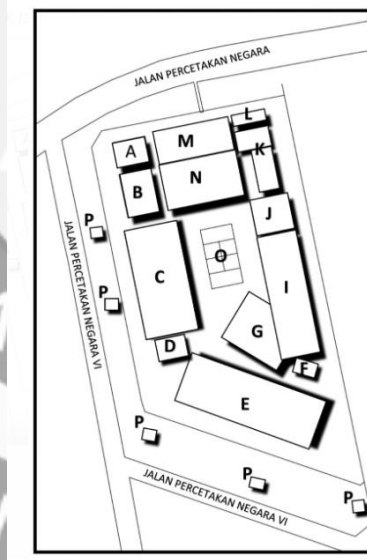 JALAN PERCETAKAN NEGARA
L
A
M
K
B
N
P
J
JALAN PERCETAKAN NEGARA VI
O
C
I
P
G
D
F
E
P
JALAN PERCETAKAN NEGARA VI
P
P